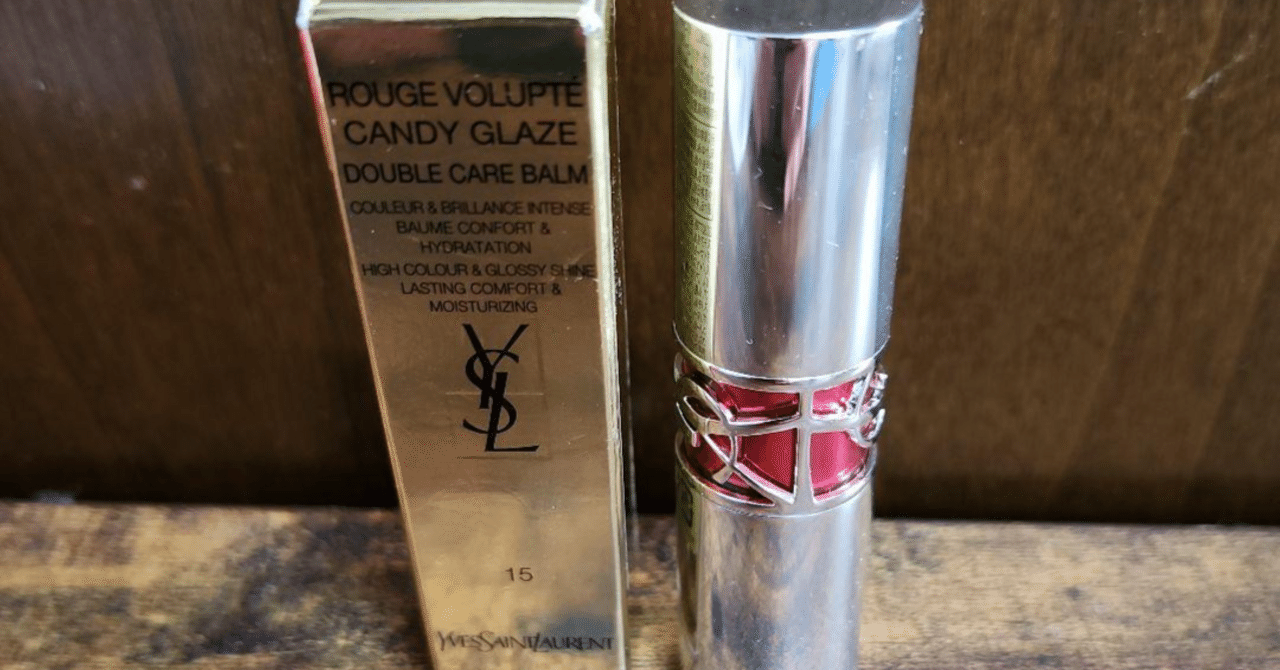 ROUGE VOLUPTÉ
CANDY GLAZE
DOUBLE CARE BALM
COULEUR & BRILLANCE INTENSE
BAUME CONFORT &
HYDRATATION
HIGH COLOUR & GLOSSY SHINE
LASTING COMFORT &
MOISTURIZING
YSL
15
YVESSAINTLAURENT